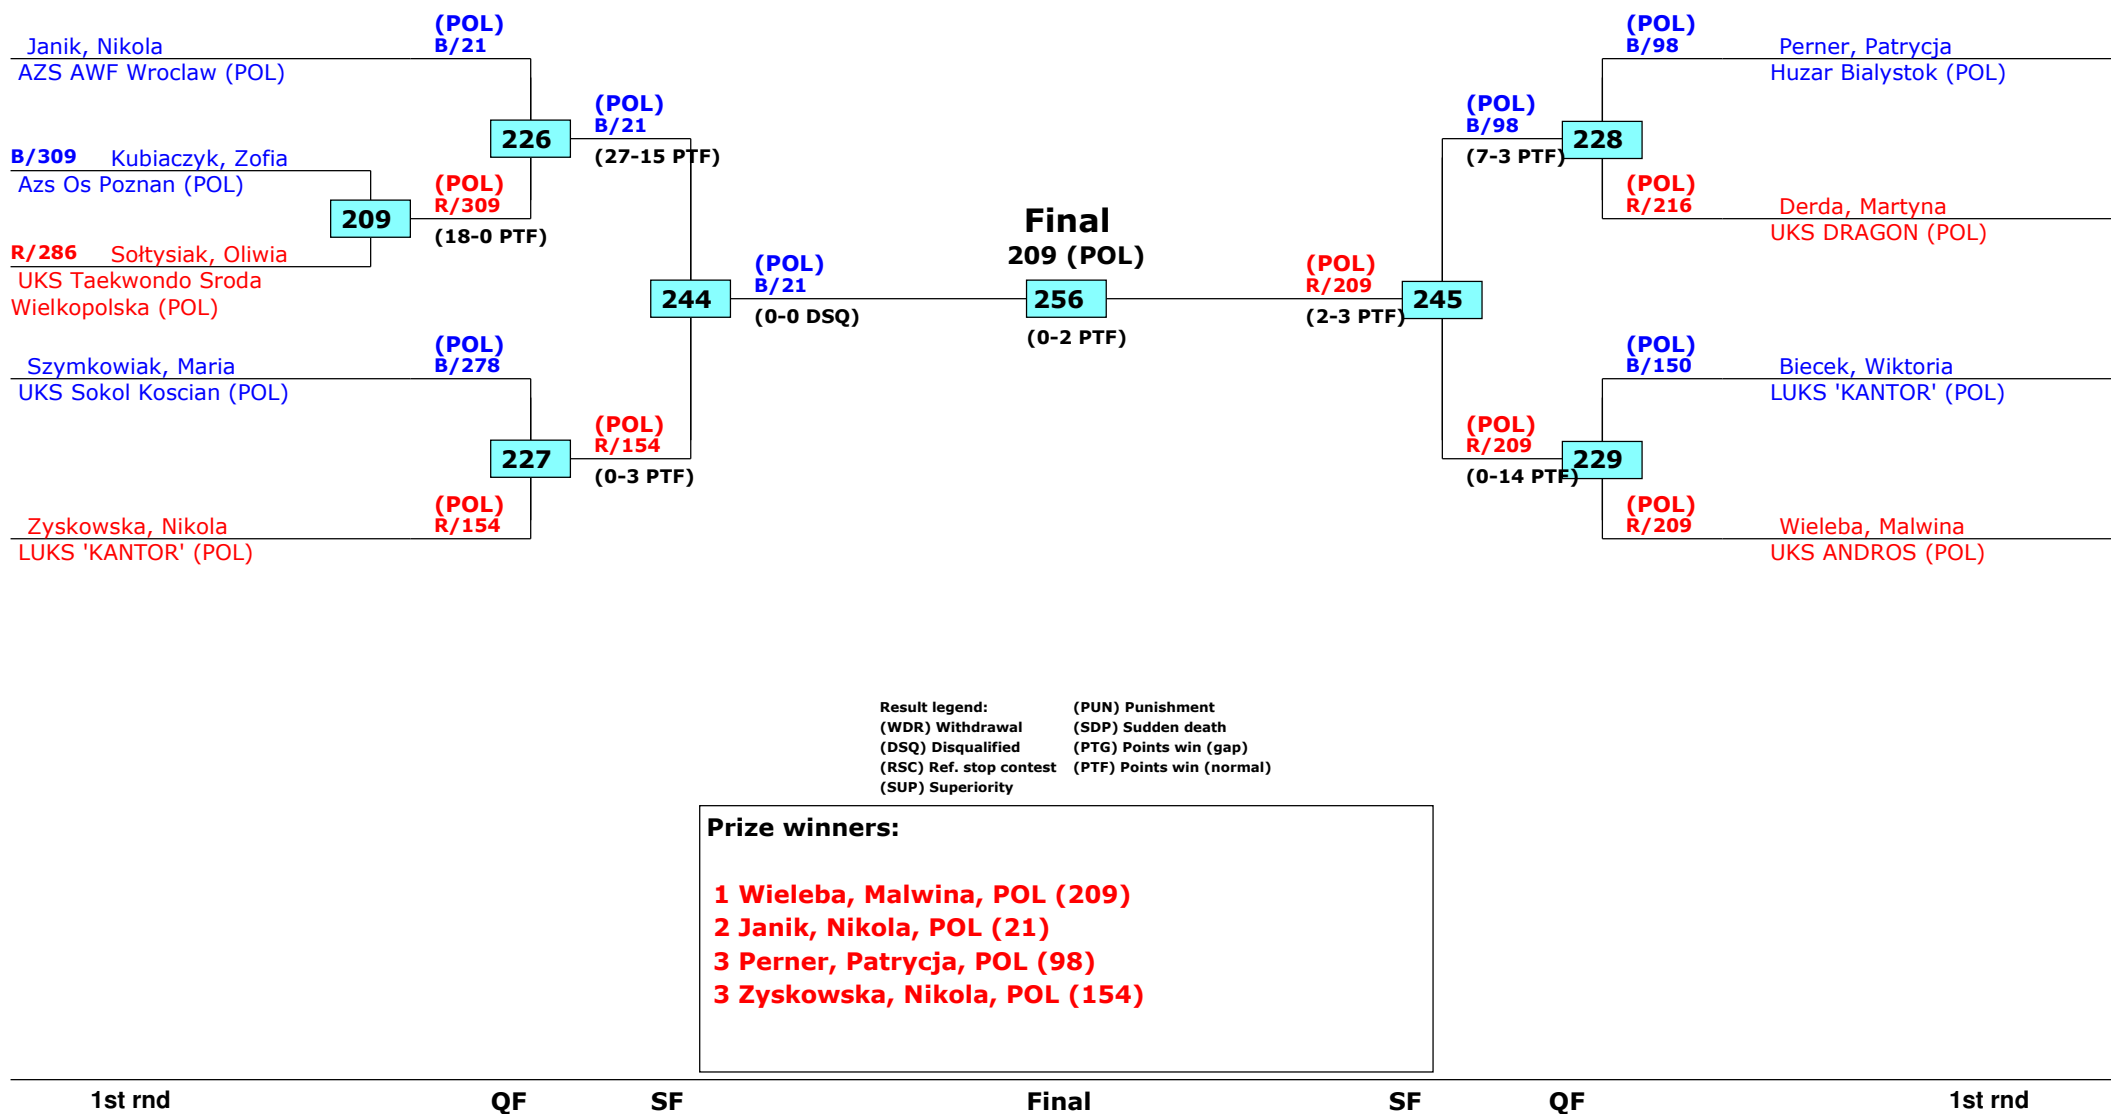 (POL)
B/21
Janik, Nikola
AZS AWF Wroclaw (POL)
(POL)
B/21
226
(27-15 PTF)
B/309 Kubiaczyk, Zofia
Azs Os Poznan (POL)
(POL)
R/309
209
(18-0 PTF)
R/286 Sołtysiak, Oliwia
UKS Taekwondo Sroda
Wielkopolska (POL)
(POL)
B/21
244
(0-0 DSQ)
(POL)
B/278
Szymkowiak, Maria
UKS Sokol Koscian (POL)
(POL)
R/154
227
(0-3 PTF)
(POL)
R/154
Zyskowska, Nikola
LUKS 'KANTOR' (POL)
Final
209 (POL)
256
(0-2 PTF)
(POL)
B/98
Perner, Patrycja
Huzar Bialystok (POL)
(POL)
B/98
228
(7-3 PTF)
(POL)
R/216
Derda, Martyna
UKS DRAGON (POL)
(POL)
R/209
245
(2-3 PTF)
(POL)
B/150
Biecek, Wiktoria
LUKS 'KANTOR' (POL)
(POL)
R/209
229
(0-14 PTF)
(POL)
R/209
Wieleba, Malwina
UKS ANDROS (POL)
Result legend: (PUN) Punishment
(WDR) Withdrawal (SDP) Sudden death
(DSQ) Disqualified (PTG) Points win (gap)
(RSC) Ref. stop contest (PTF) Points win (normal)
(SUP) Superiority
Prize winners:
1 Wieleba, Malwina, POL (209)
2 Janik, Nikola, POL (21)
3 Perner, Patrycja, POL (98)
3 Zyskowska, Nikola, POL (154)
1st rnd QF SF Final SF QF 1st rnd